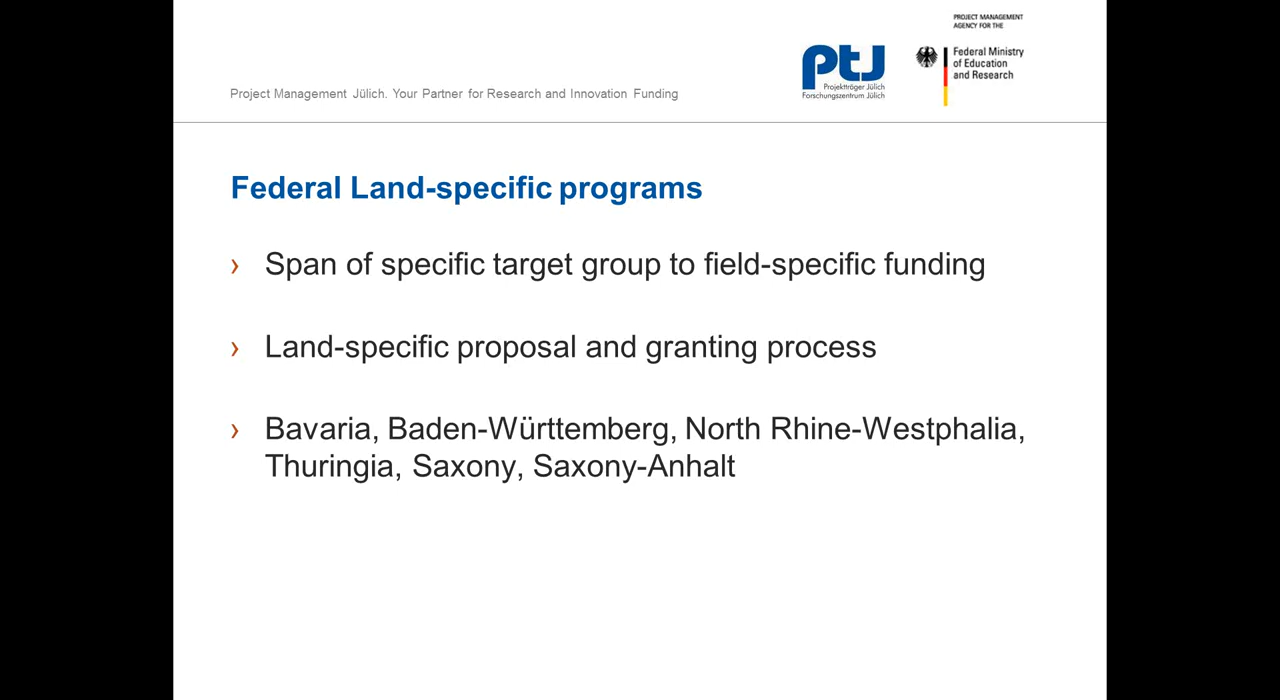 PROJECT MANAGEMENT
AGENCY FOR THE
ptJ
Projektträger Jülich
Forschungszentrum Jülich
Federal Ministry
of Education
and Research
Project Management Jülich. Your Partner for Research and Innovation Funding
Federal Land-specific programs
› Span of specific target group to field-specific funding
› Land-specific proposal and granting process
› Bavaria, Baden-Württemberg, North Rhine-Westphalia,
Thuringia, Saxony, Saxony-Anhalt